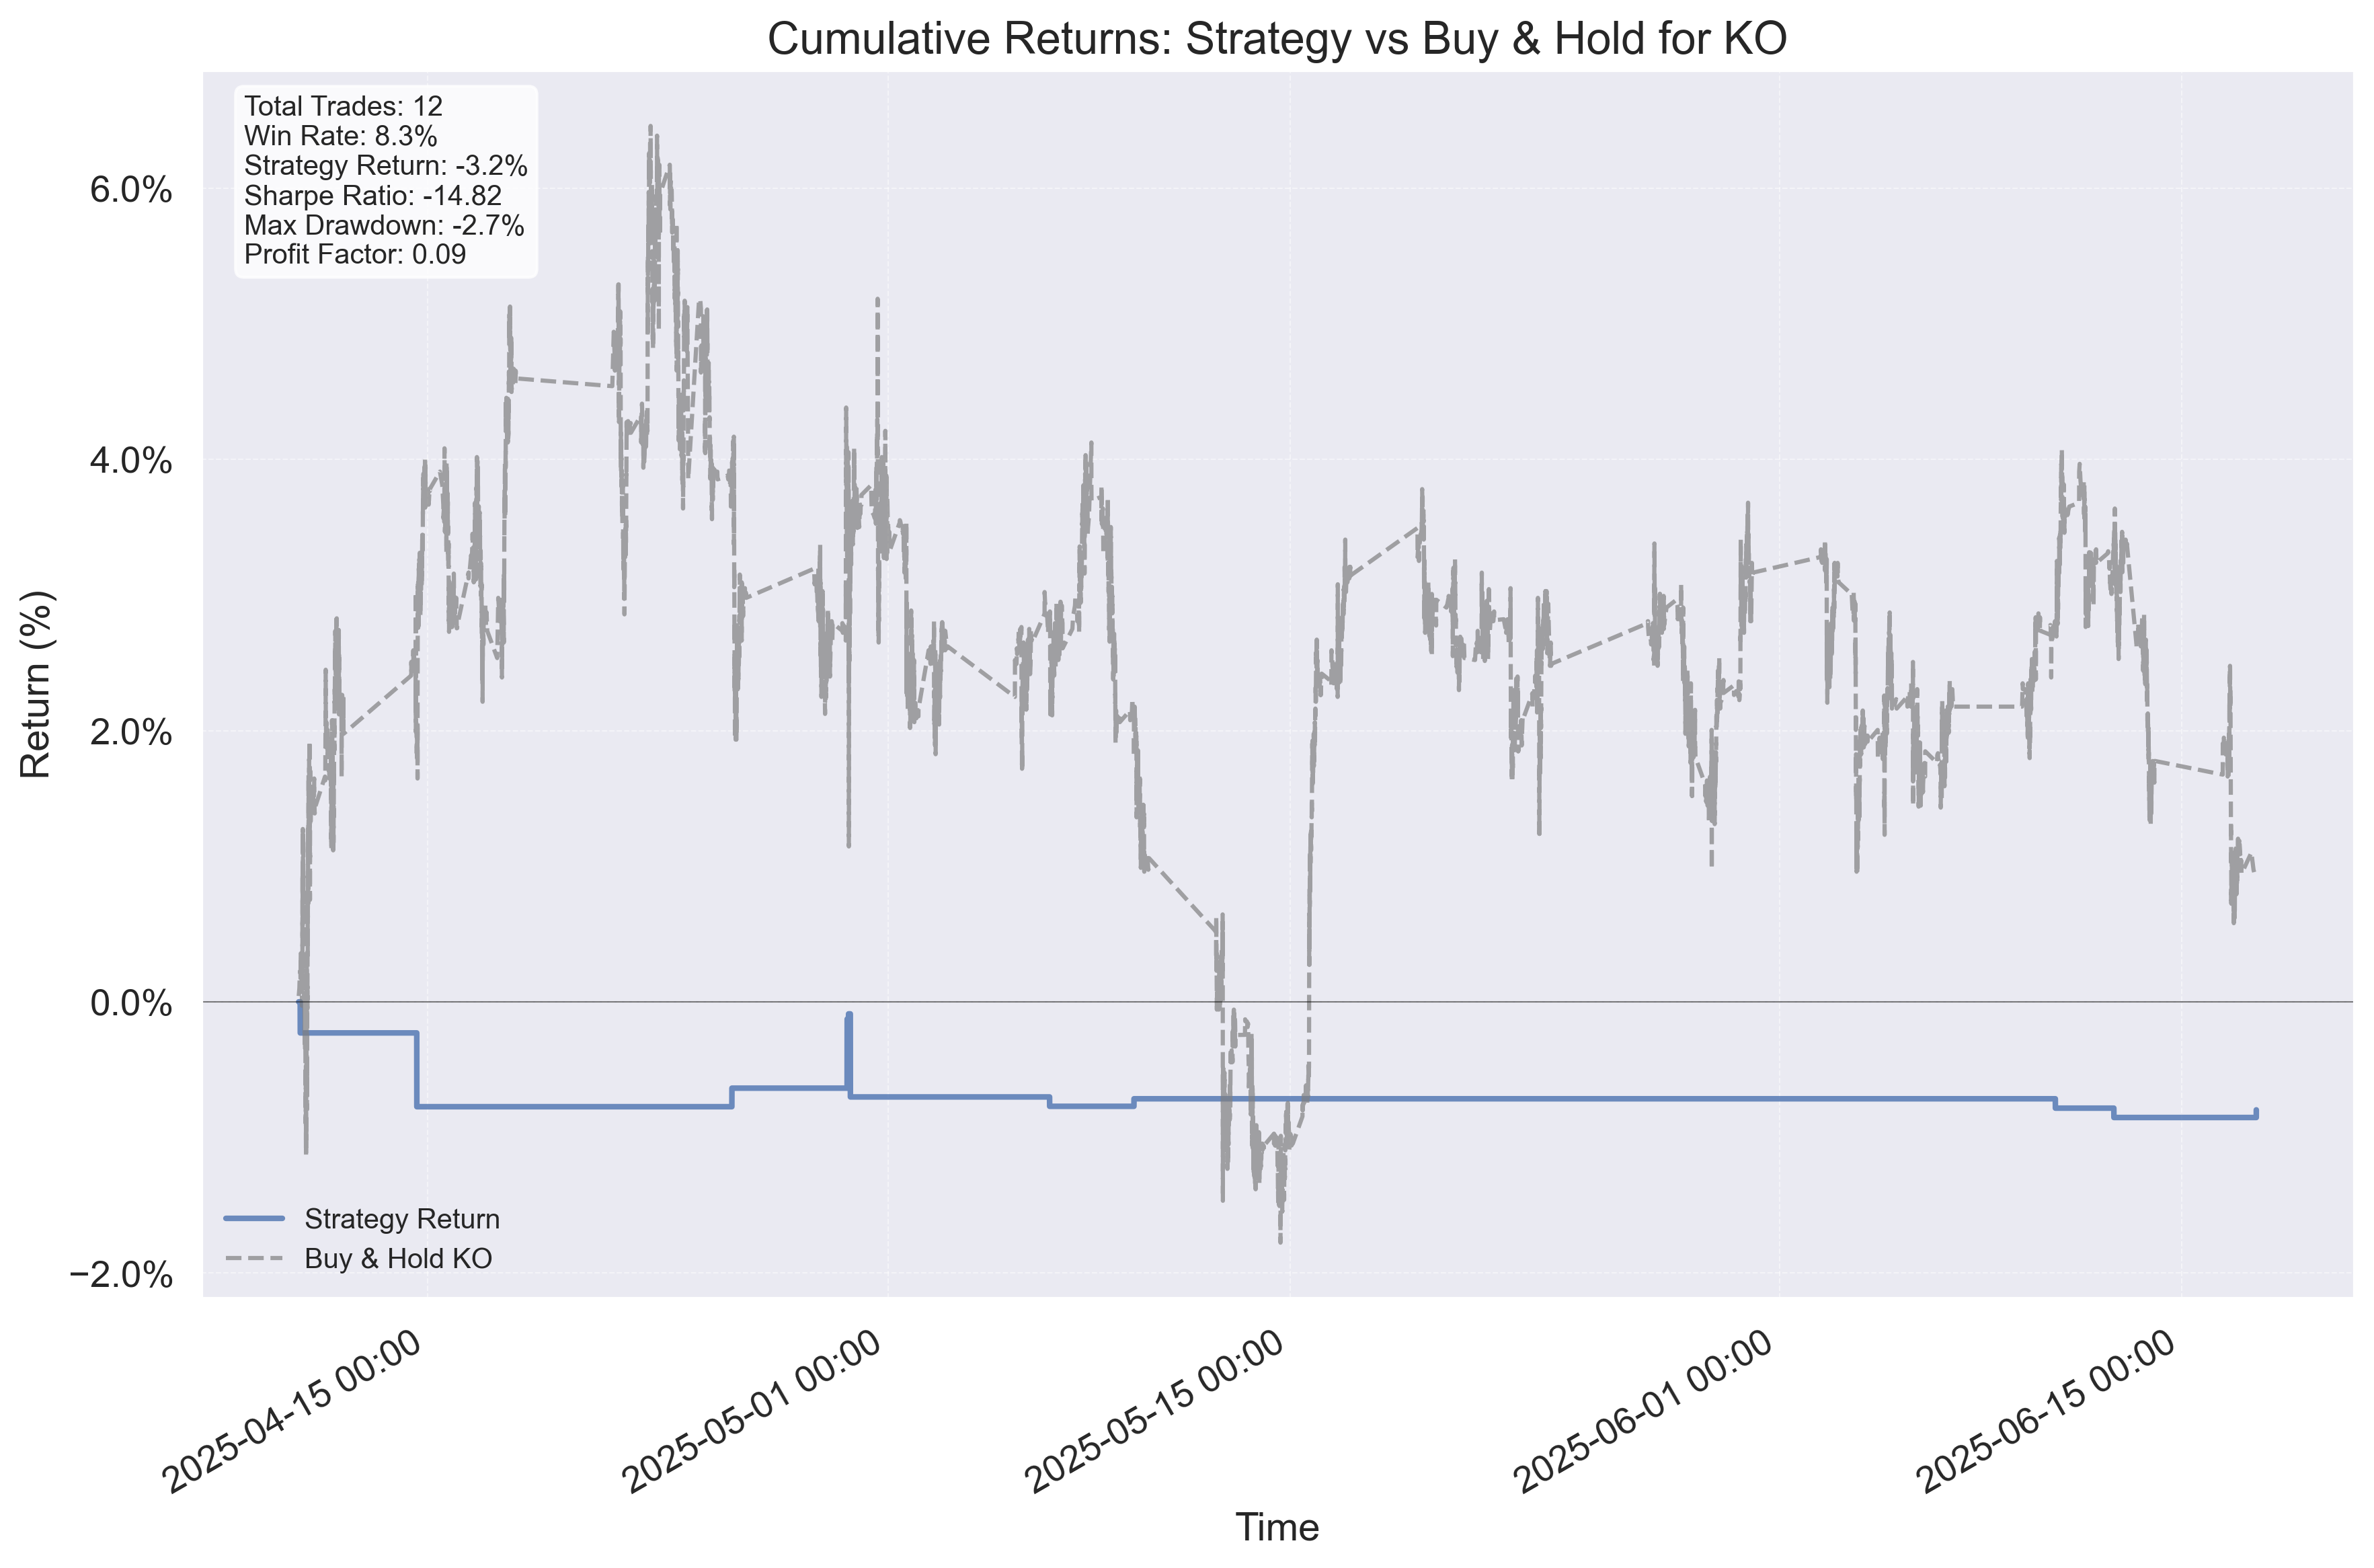 Cumulative Returns: Strategy vs Buy & Hold for KO
Total Trades: 12
Win Rate: 8.3%
Strategy Return: -3.2%
Sharpe Ratio: -14.82
Max Drawdown: -2.7%
Profit Factor: 0.09
6.0%
4.0%
2.0%
0.0%
−2.0%
Return (%)
Strategy Return
Buy & Hold KO
2025-04-15 00:00
2025-05-01 00:00
2025-05-15 00:00
2025-06-01 00:00
2025-06-15 00:00
Time